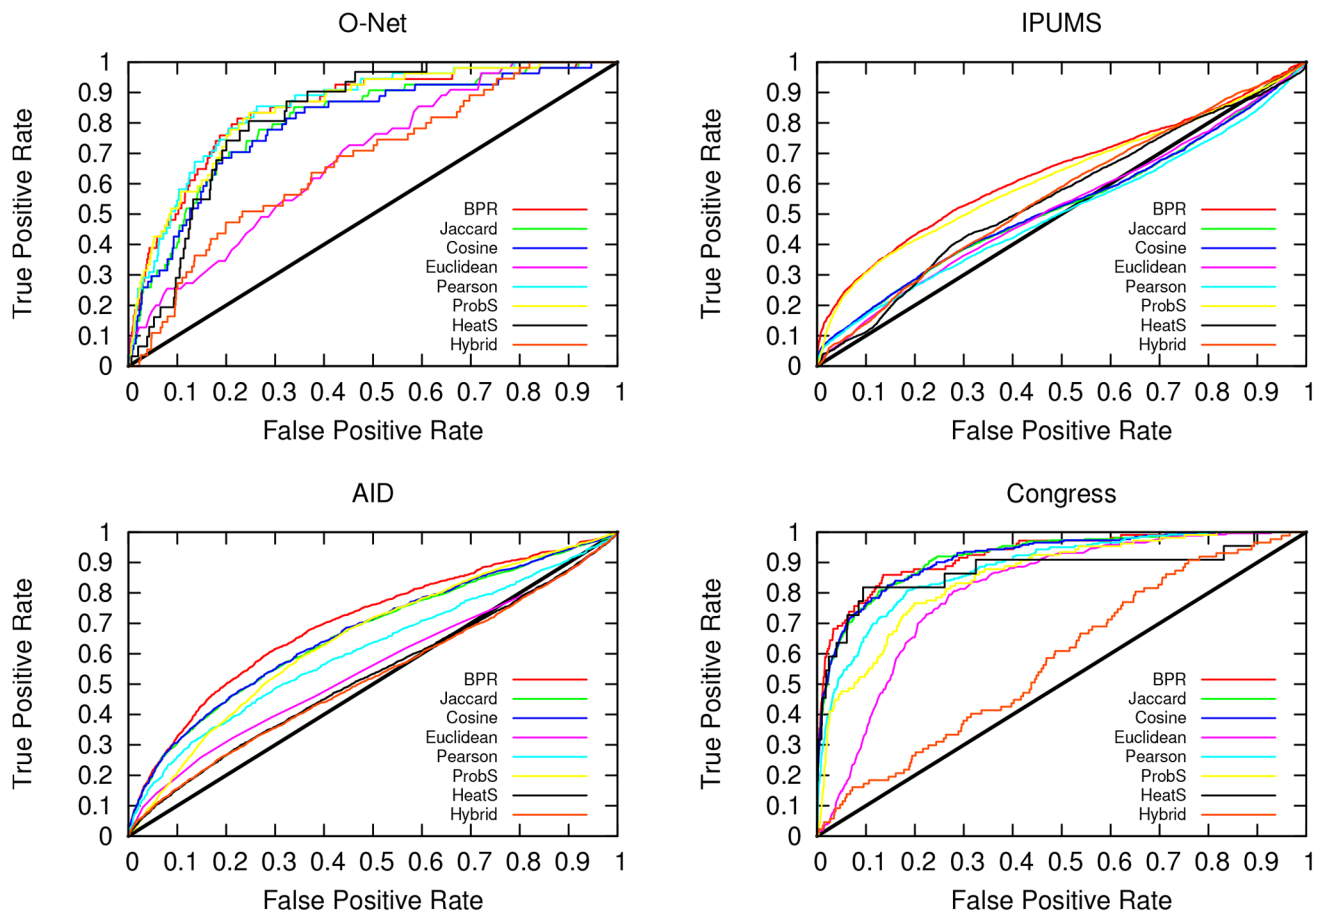 O-Net
True Positive Rate
1
0.9
0.8
0.7
0.6
0.5
0.4
0.3
0.2
0.1
0
BPR
Jaccard
Cosine
Euclidean
Pearson
ProbS
HeatS
Hybrid
0 0.1 0.2 0.3 0.4 0.5 0.6 0.7 0.8 0.9 1
False Positive Rate
IPUMS
True Positive Rate
1
0.9
0.8
0.7
0.6
0.5
0.4
0.3
0.2
0.1
0
BPR
Jaccard
Cosine
Euclidean
Pearson
ProbS
HeatS
Hybrid
0 0.1 0.2 0.3 0.4 0.5 0.6 0.7 0.8 0.9 1
False Positive Rate
AID
True Positive Rate
1
0.9
0.8
0.7
0.6
0.5
0.4
0.3
0.2
0.1
0
BPR
Jaccard
Cosine
Euclidean
Pearson
ProbS
HeatS
Hybrid
0 0.1 0.2 0.3 0.4 0.5 0.6 0.7 0.8 0.9 1
False Positive Rate
Congress
True Positive Rate
1
0.9
0.8
0.7
0.6
0.5
0.4
0.3
0.2
0.1
0
BPR
Jaccard
Cosine
Euclidean
Pearson
ProbS
HeatS
Hybrid
0 0.1 0.2 0.3 0.4 0.5 0.6 0.7 0.8 0.9 1
False Positive Rate